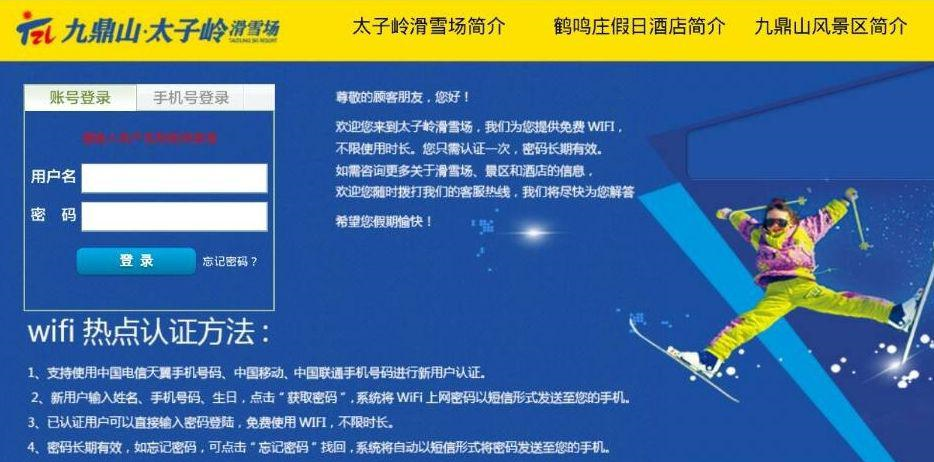 九鼎山·太子岭滑雪场
TAIZILING SKI RESORT
太子岭滑雪场简介
鹤鸣庄假日酒店简介
九鼎山风景区简介
账号登录
手机号登录
用户名
密 码
登 录
忘记密码？
尊敬的顾客朋友，您好！
欢迎您来到太子岭滑雪场，我们为您提供免费 WIFI，
不限使用时长。您只需认证一次，密码长期有效。
如需咨询更多关于滑雪场、景区和酒店的信息，
欢迎您随时拨打我们的客服热线，我们将尽快为您解答
希望您假期愉快！
wifi 热点认证方法：
1、支持使用中国电信天翼手机号码、中国移动、中国联通手机号码进行新用户认证。
2、新用户输入姓名、手机号码、生日，点击“获取密码”，系统将 WiFi 上网密码以短信形式发送至您的手机。
3、已认证用户可以直接输入密码登陆，免费使用 WIFI，不限时长。
4、密码长期有效，如忘记密码，可点击“忘记密码”找回，系统将自动以短信形式将密码发送至您的手机。